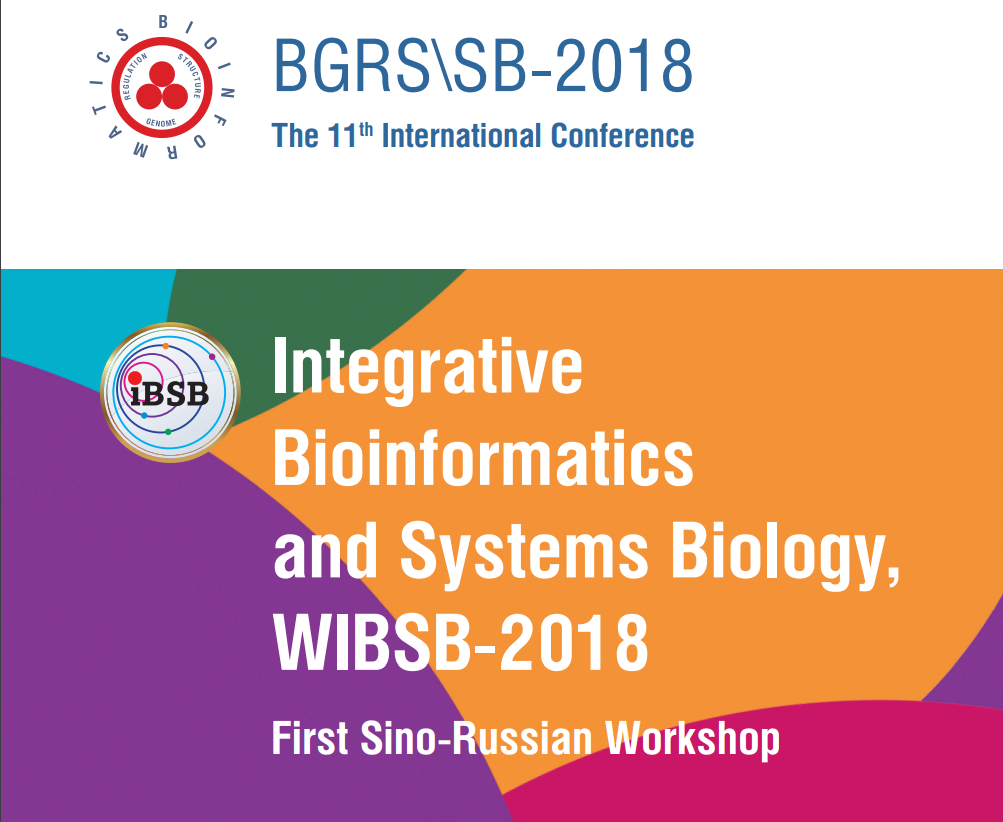 BIOINFORMATICS
REGULATION
STRUCTURE
GENOME
BGRS\SB-2018
The 11th International Conference
iBSB
Integrative
Bioinformatics
and Systems Biology,
WIBSB-2018
First Sino-Russian Workshop